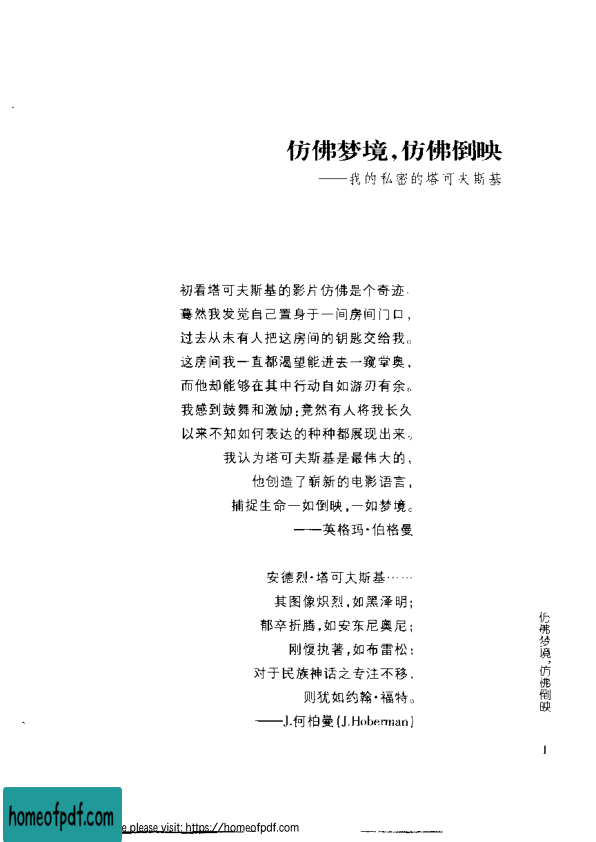 仿佛梦境，仿佛倒映
——我的私密的塔可夫斯基
初看塔可夫斯基的影片仿佛是个奇迹.
蓦然我发觉自己置身于一间房间门口，
过去从未有人把这房间的钥匙交给我。
这房间我一直都渴望能进去一窥堂奥，
而他却能够在其中行动自如游刃有余。
我感到鼓舞和激励：竟然有人将我长久
以来不知如何表达的种种都展现出来。
我认为塔可夫斯基是最伟大的，
他创造了崭新的电影语言，
捕捉生命一如倒映，一如梦境。
——英格玛·伯格曼
安德烈·塔可夫斯基……
其图像炽烈，如黑泽明；
郁卒折腾，如安东尼奥尼；
刚愎执著，如布雷松；
对于民族神话之专注不移，
则犹如约翰·福特。
——J.何柏曼(J.Hoberman)
仿佛梦境，仿佛倒映
1
homeofpdf.com
e please visit: https://homeofpdf.com